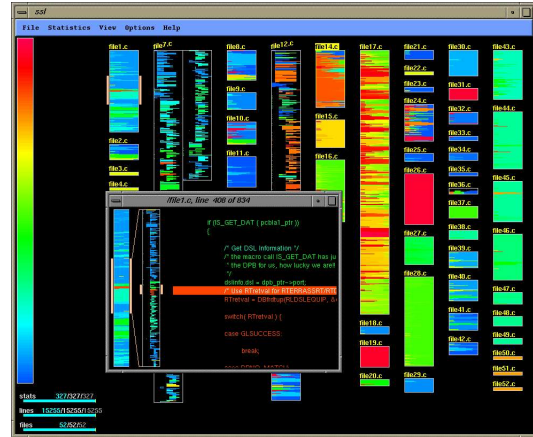 ssl
File Statistics View Options Help
file1.c
file2.c
file3.c
file4.c
file7.c
file8.c
file9.c
file10.c
file11.c
file12.c
file14.c
file15.c
file16.c
file17.c
file18.c
file19.c
file20.c
file21.c
file22.c
file23.c
file24.c
file25.c
file26.c
file27.c
file28.c
file29.c
file30.c
file31.c
file32.c
file33.c
file34.c
file35.c
file36.c
file37.c
file38.c
file39.c
file40.c
file41.c
file42.c
file43.c
file44.c
file45.c
file46.c
file47.c
file48.c
file49.c
file50.c
file51.c
file52.c
/file1.c, line 408 of 834
if (IS_GET_DAT ( pcbla1_ptr ))
{
/* Get DSL information */
/* the macro call IS_GET_DAT has ju
* the DPB for us, how lucky we are!!
*/
dslinfo.dsl = dpb_ptr->port;
/* Use RTretval for RTERRASSRT/RTD
RTretval = DBfrdtup(RLDSLEQUIP, &
switch( RTretval ) {
case GLSUCCESS:
break;
stats 327/327/327
lines 15255/15255/15255
files 52/52/52